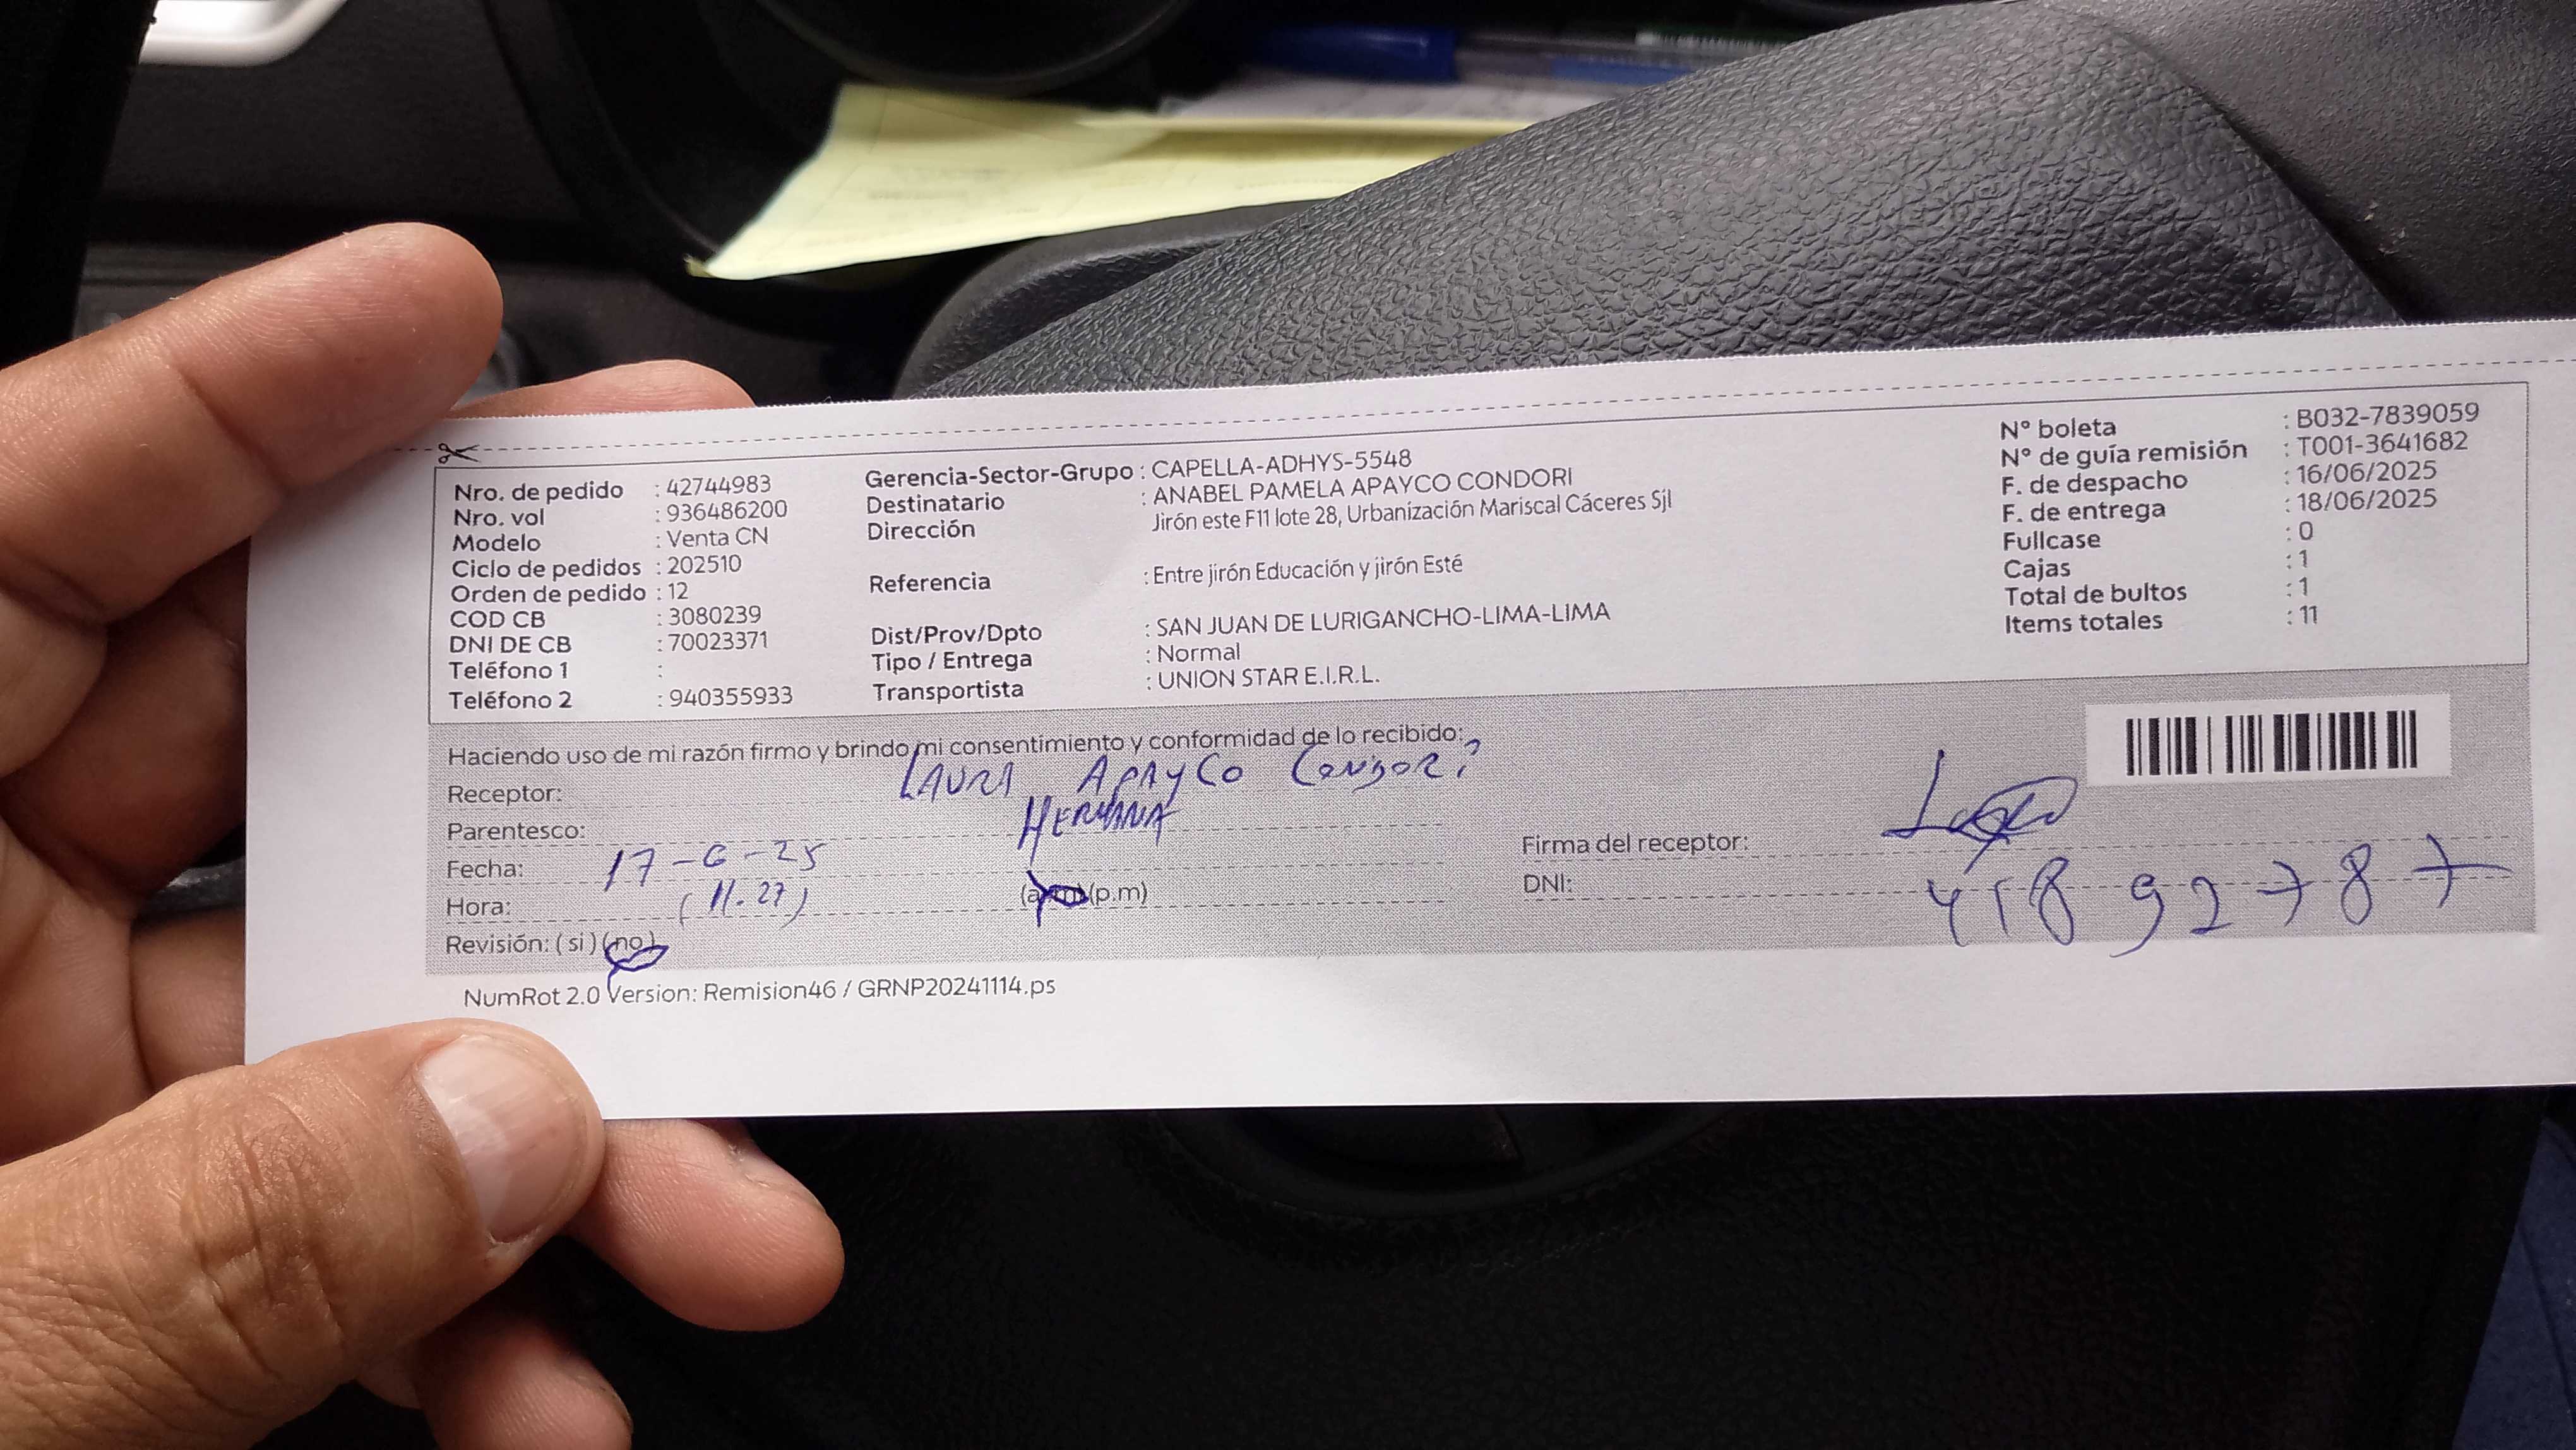 Nro. de pedido : 42744983
Nro. vol : 936486200
Modelo : Venta CN
Ciclo de pedidos : 202510
Orden de pedido : 12
COD CB : 3080239
DNI DE CB : 70023371
Teléfono 1 :
Teléfono 2 : 940355933
Gerencia-Sector-Grupo : CAPELLA-ADHYS-5548
Destinatario : ANABEL PAMELA APAYCO CONDORI
Dirección Jirón este F11 lote 28, Urbanización Mariscal Cáceres Sjl
Referencia : Entre jirón Educación y jirón Esté
Dist/Prov/Dpto : SAN JUAN DE LURIGANCHO-LIMA-LIMA
Tipo / Entrega : Normal
Transportista : UNION STAR E.I.R.L.
N° boleta : B032-7839059
N° de guía remisión : T001-3641682
F. de despacho : 16/06/2025
F. de entrega : 18/06/2025
Fullcase : 0
Cajas : 1
Total de bultos : 1
Items totales : 11
Haciendo uso de mi razón firmo y brindo mi consentimiento y conformidad de lo recibido:
Receptor: LAURA APAYCO CONDORI
Parentesco: HERMANA
Fecha: 17-6-25
Hora: (11.27) (a.m) (p.m)
Revisión: (si) (no)
Firma del receptor:
DNI:
NumRot 2.0 Version: Remision46 / GRNP20241114.ps